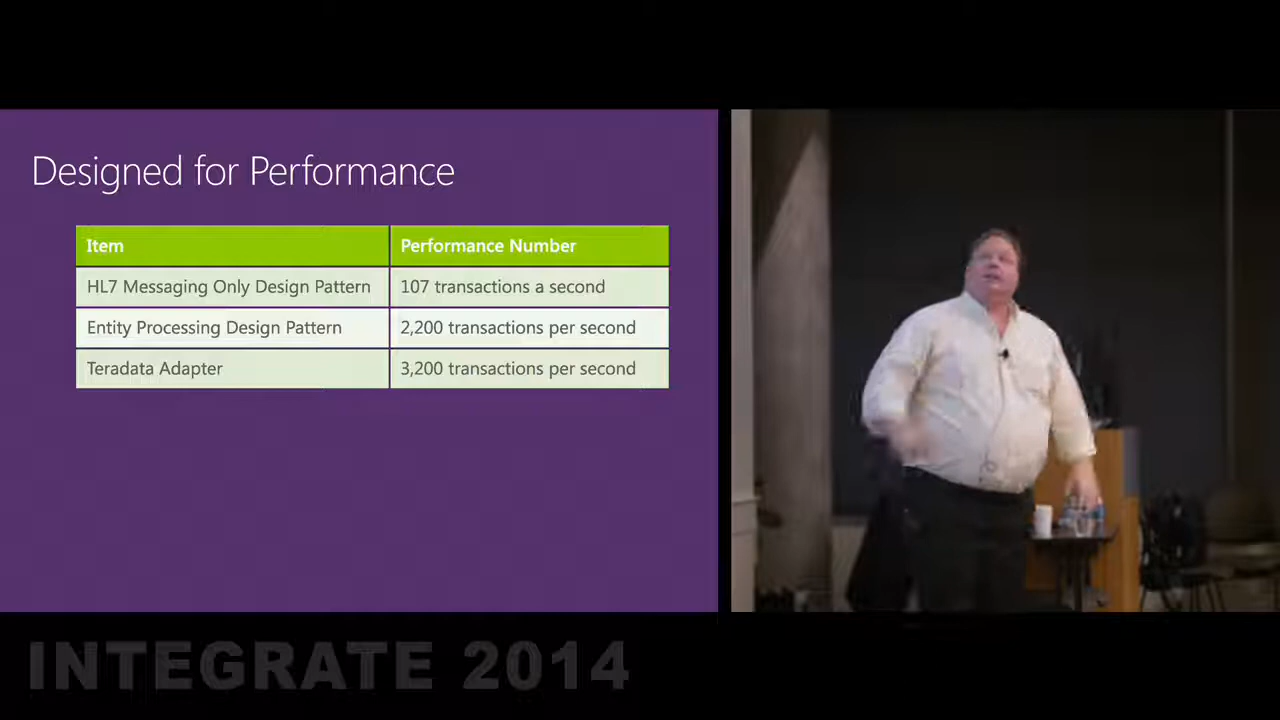 Designed for Performance
Item Performance Number
HL7 Messaging Only Design Pattern 107 transactions a second
Entity Processing Design Pattern 2,200 transactions per second
Teradata Adapter 3,200 transactions per second
INTEGRATE 2014